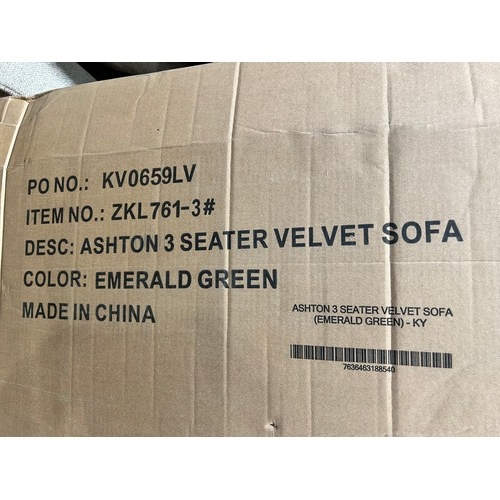 PO NO.: KV0659LV
ITEM NO.: ZKL761-3#
DESC: ASHTON 3 SEATER VELVET SOFA
COLOR: EMERALD GREEN
MADE IN CHINA
ASHTON 3 SEATER VELVET SOFA
(EMERALD GREEN) - KY
7636463188540